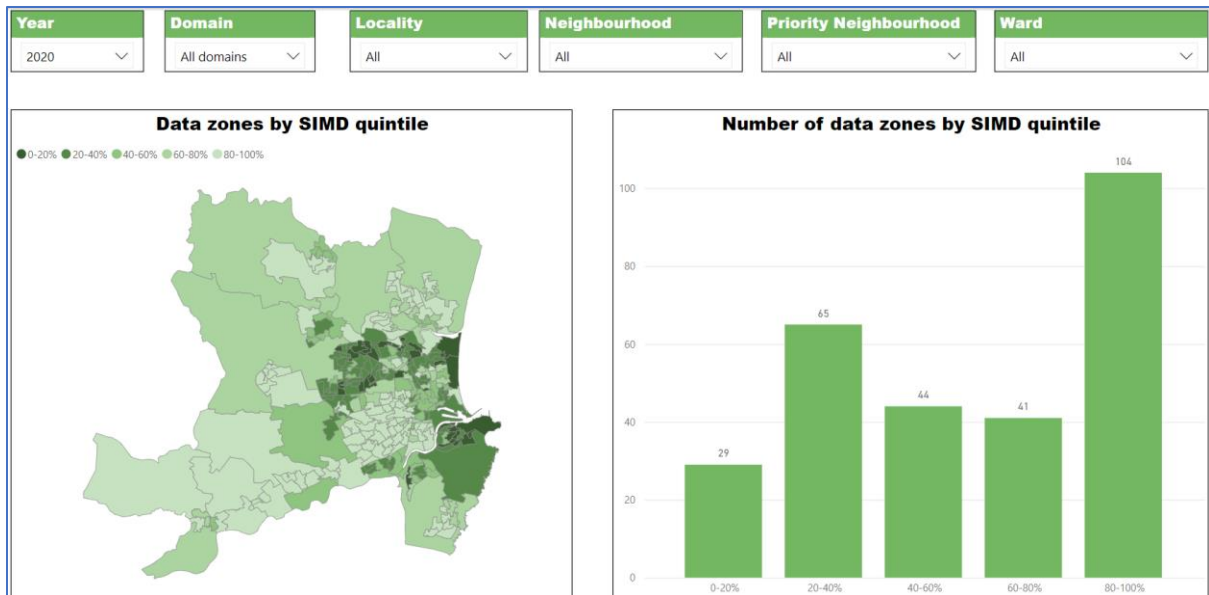 Year Domain Locality Neighbourhood Priority Neighbourhood Ward
2020 All domains All All All All
Data zones by SIMD quintile
0-20% 20-40% 40-60% 60-80% 80-100%
Number of data zones by SIMD quintile
104
100
80
65
60
44
41
40
29
20
0
0-20% 20-40% 40-60% 60-80% 80-100%